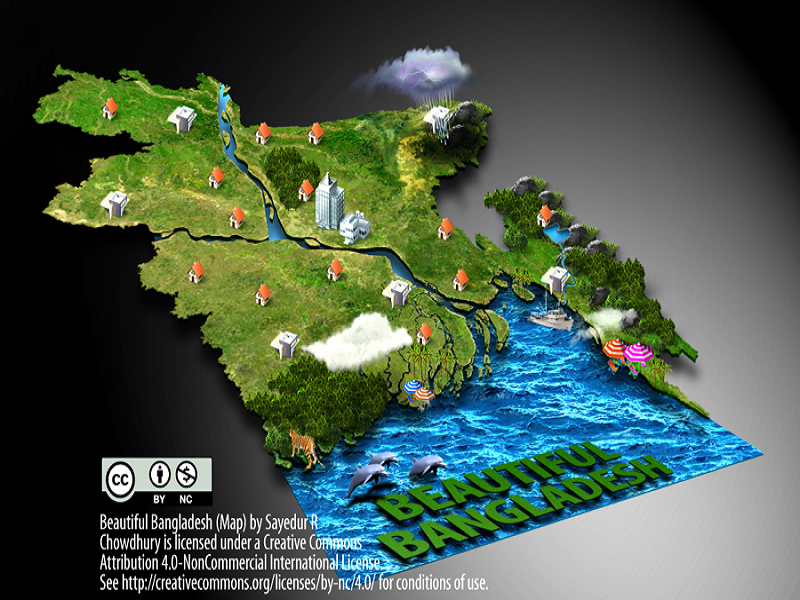 BEAUTIFUL
BANGLADESH
cc
BY NC
Beautiful Bangladesh (Map) by Sayedur R
Chowdhury is licensed under a Creative Commons
Attribution 4.0-NonCommercial International License.
See http://creativecommons.org/licenses/by-nc/4.0/ for conditions of use.